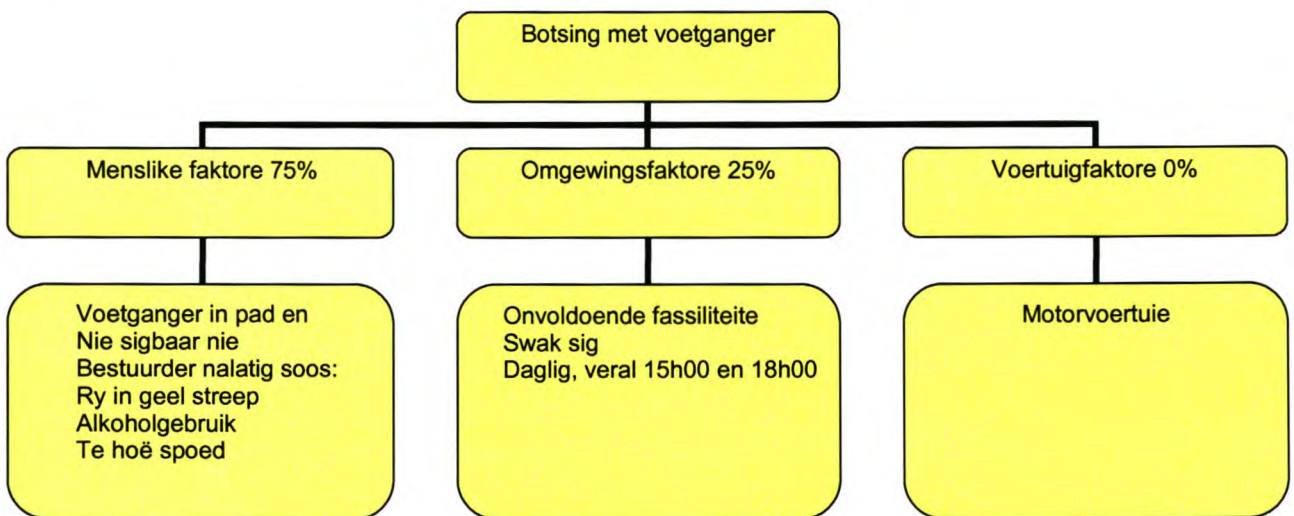 Botsing met voetganger
Menslike faktore 75%
Omgewingsfaktore 25%
Voertuigfaktore 0%
Voetganger in pad en
Nie sigbaar nie
Bestuurder nalatig soos:
Ry in geel streep
Alkoholgebruik
Te hoë spoed
Onvoldoende fassiliteite
Swak sig
Daglig, veral 15h00 en 18h00
Motorvoertuie